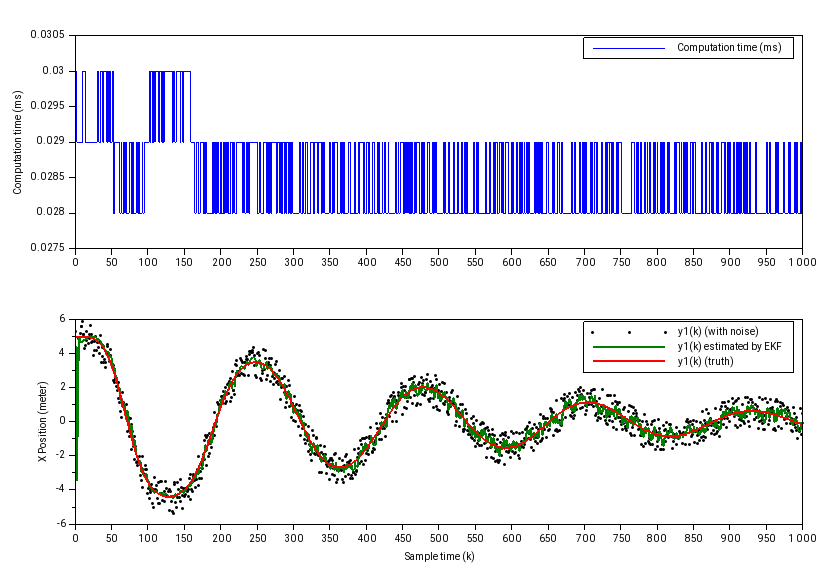 0.0305
Computation time (ms)
0.03
0.0295
0.029
0.0285
0.028
0.0275
Computation time (ms)
0 50 100 150 200 250 300 350 400 450 500 550 600 650 700 750 800 850 900 950 1 000
6
4
2
0
-2
-4
-6
X Position (meter)
y1(k) (with noise)
y1(k) estimated by EKF
y1(k) (truth)
0 50 100 150 200 250 300 350 400 450 500 550 600 650 700 750 800 850 900 950 1 000
Sample time (k)